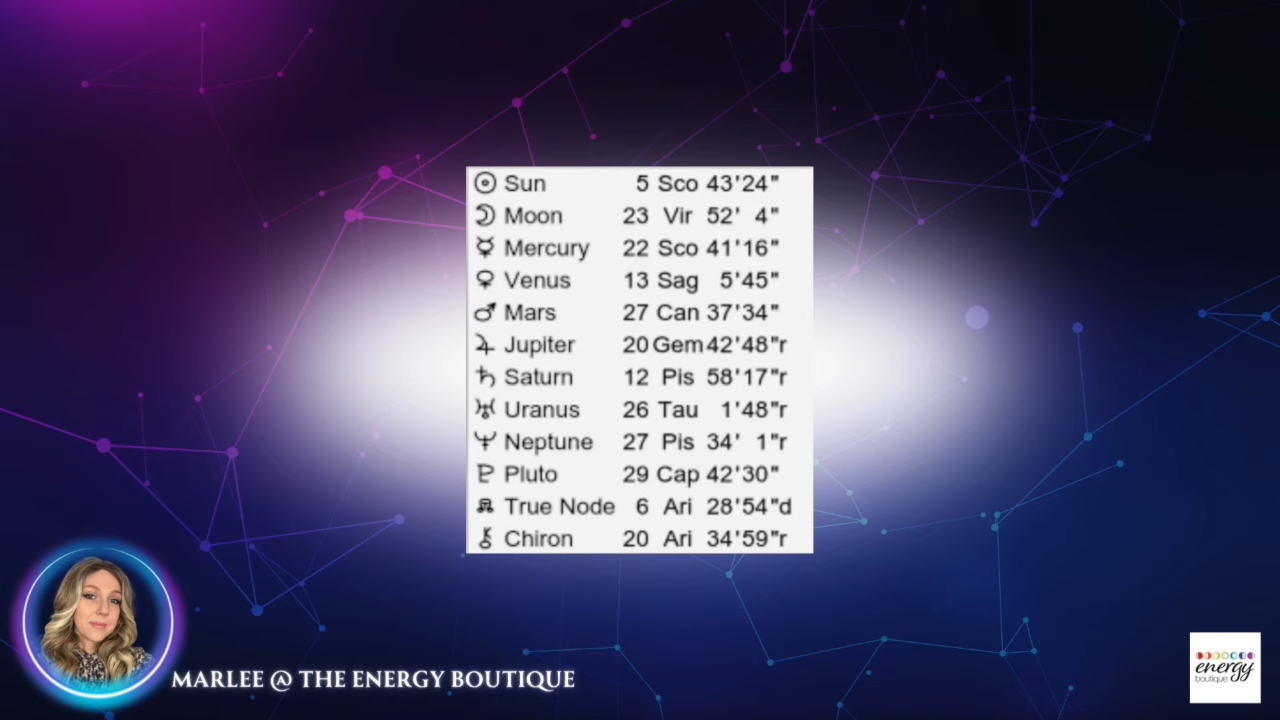 ☉ Sun 5 Sco 43'24"
☽ Moon 23 Vir 52' 4"
☿ Mercury 22 Sco 41'16"
♀ Venus 13 Sag 5'45"
♂ Mars 27 Can 37'34"
♃ Jupiter 20 Gem 42'48"r
♄ Saturn 12 Pis 58'17"r
♅ Uranus 26 Tau 1'48"r
♆ Neptune 27 Pis 34' 1"r
♇ Pluto 29 Cap 42'30"
☊ True Node 6 Ari 28'54"d
⚷ Chiron 20 Ari 34'59"r
MARLEE @ THE ENERGY BOUTIQUE
energy
boutique